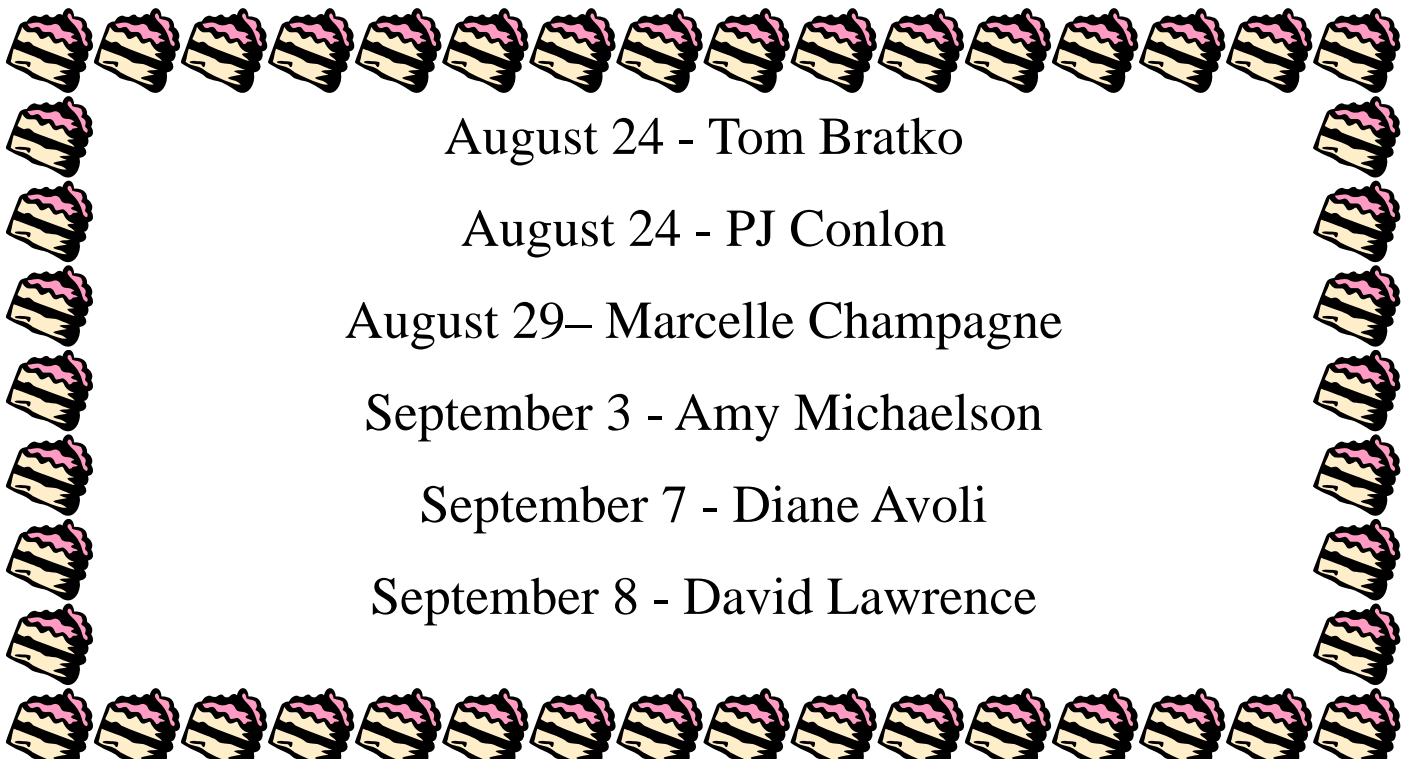 August 24 - Tom Bratko
August 24 - PJ Conlon
August 29– Marcelle Champagne
September 3 - Amy Michaelson
September 7 - Diane Avoli
September 8 - David Lawrence